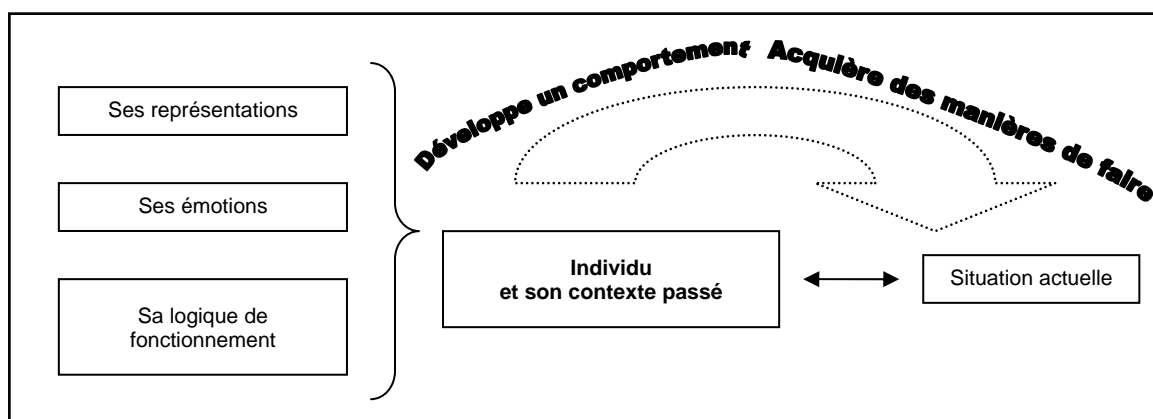 Développe un comportement Acquière des manières de faire
Ses représentations
Ses émotions
Sa logique de
fonctionnement
Individu
et son contexte passé
Situation actuelle